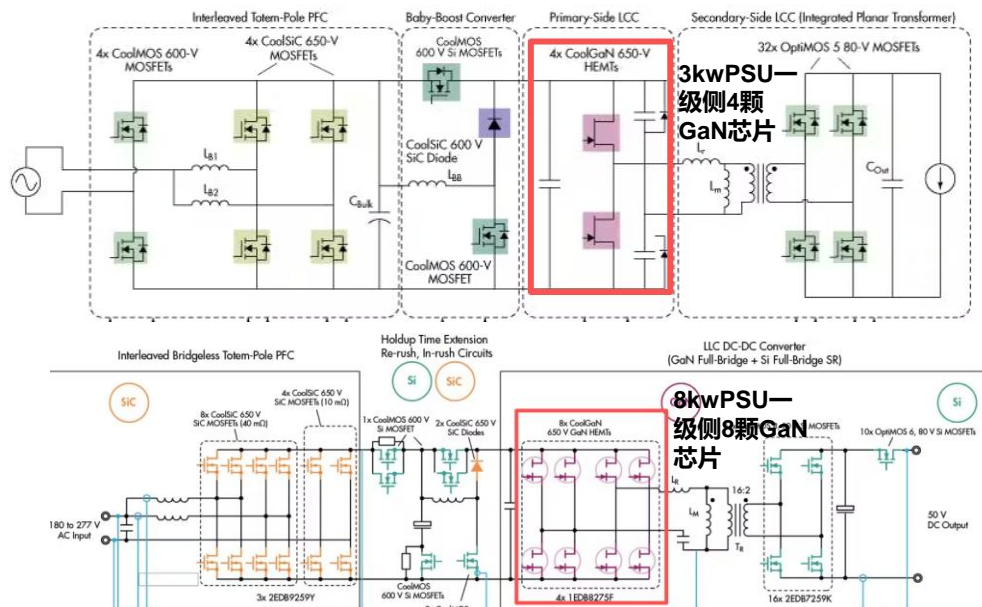 Interleaved Totem-Pole PFC
Baby-Boost Converter
Primary-Side LCC
Secondary-Side LCC (Integrated Planar Transformer)
4x CoolMOS 600-V
MOSFETs
4x CoolSiC 650-V
MOSFETs
CoolMOS
600 V Si MOSFETs
4x CoolGaN 650-V
HEMTs
32x OptiMOS 5 80-V MOSFETs
3kwPSU一
级侧4颗
GaN芯片
CoolSiC 600 V
SiC Diode
LB1
LB2
LBB
CBulk
Lr
Lm
COut
CoolMOS 600-V
MOSFET
Interleaved Bridgeless Totem-Pole PFC
Holdup Time Extension
Re-rush, In-rush Circuits
LLC DC-DC Converter
(GaN Full-Bridge + Si Full-Bridge SR)
SiC
Si
SiC
Si
8x CoolSiC 650 V
SiC MOSFETs (40 mΩ)
4x CoolSiC 650 V
SiC MOSFETs (10 mΩ)
1x CoolMOS 600 V
Si MOSFET
2x CoolSiC 650 V
SiC Diodes
8x CoolGaN
650 V GaN HEMTs
8kwPSU一
级侧8颗GaN
芯片
MOSFETs
10x OptiMOS 6, 80 V Si MOSFETs
LR
LM
16:2
TR
180 to 277 V
AC Input
50 V
DC Output
CoolMOS
600 V Si MOSFETs
3x 2EDB9259Y
4x 1EDB8275F
16x 2EDB7259K